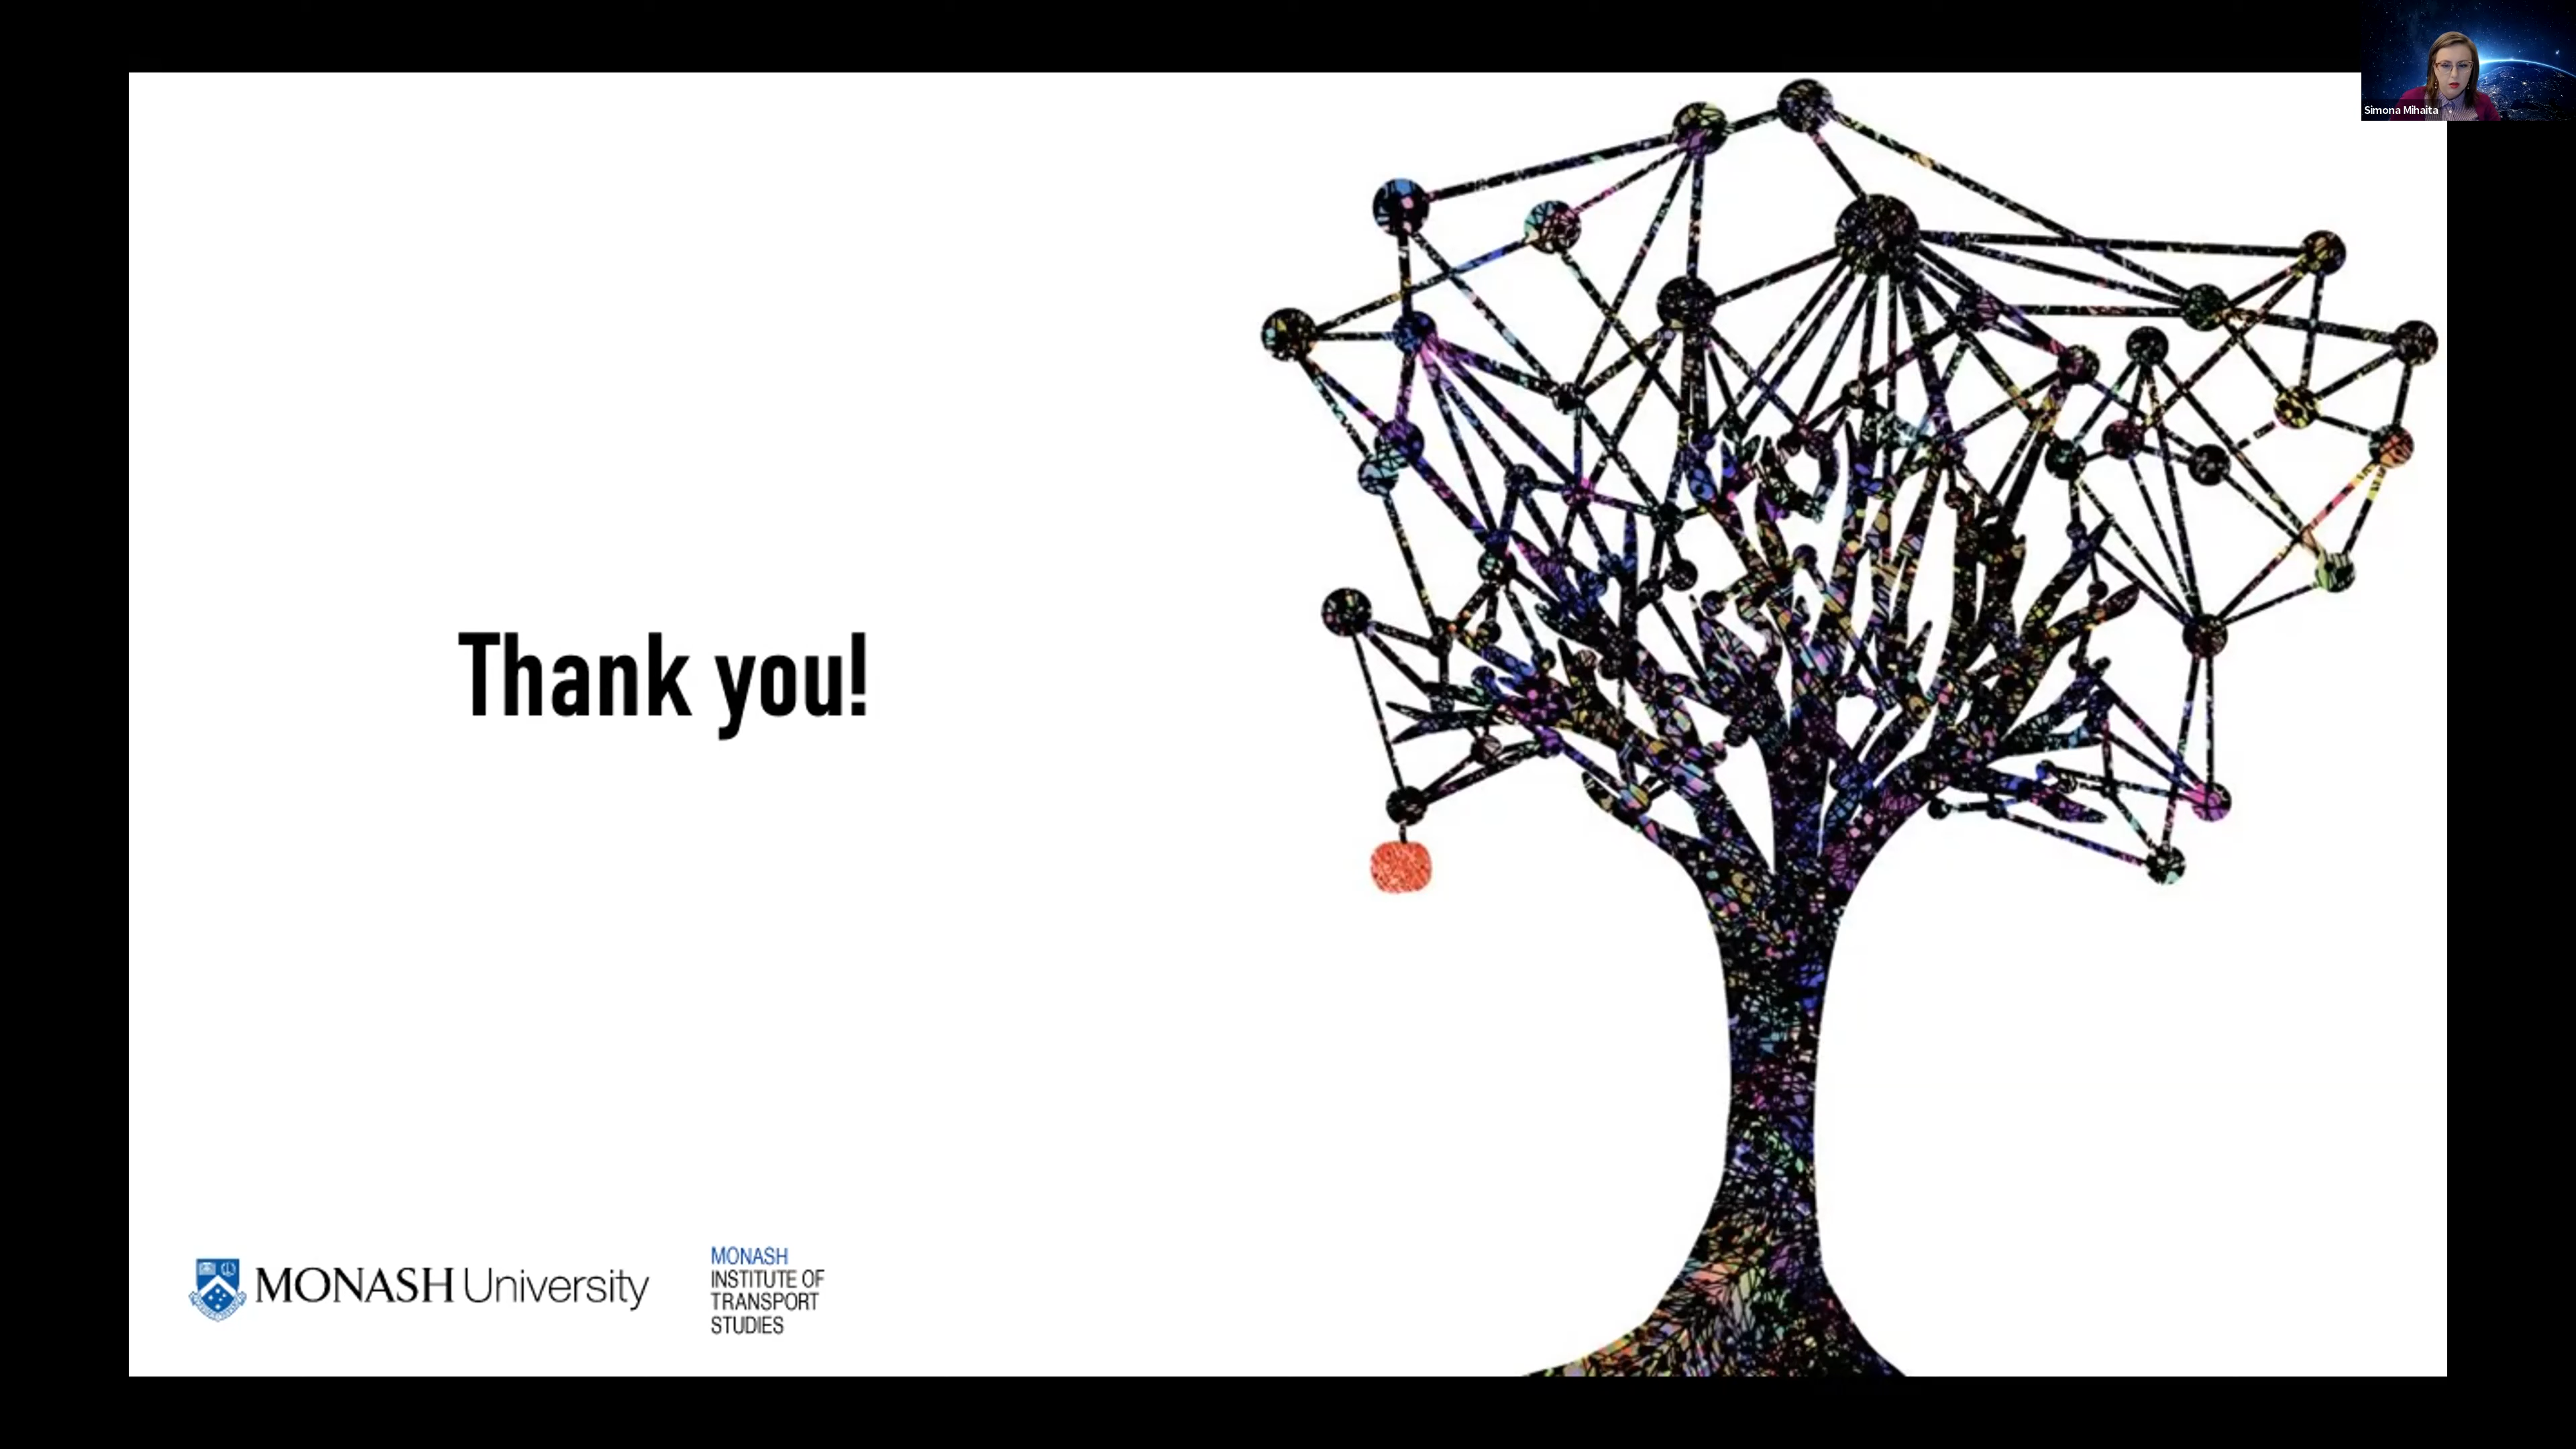 Simona Mihaita
Thank you!
MONASH University
MONASH
INSTITUTE OF
TRANSPORT
STUDIES